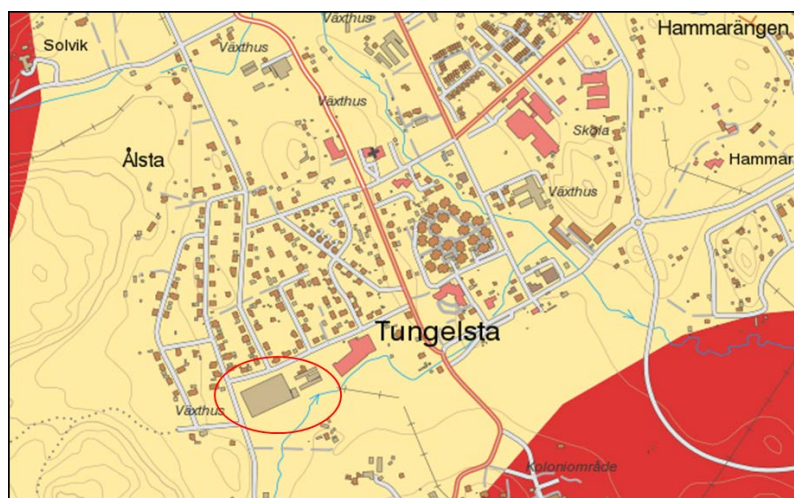 Hammarängen
Solvik
Växthus
Växthus
Växthus
Skola
Ålsta
Hammar
Växthus
Tungelsta
Växthus
Koloniområde